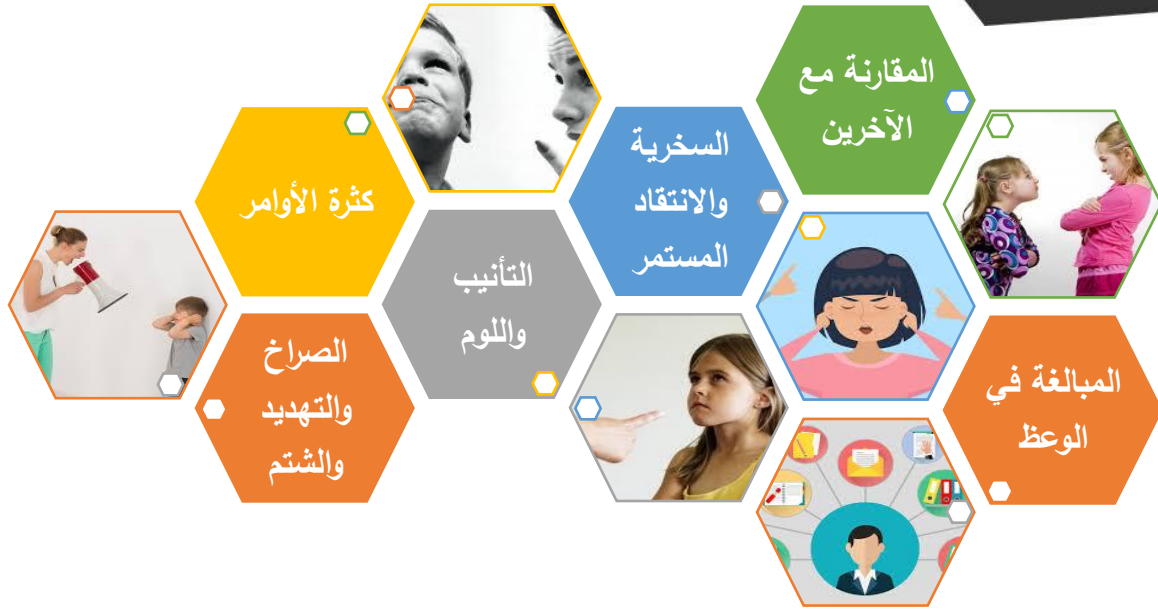 المقارنة مع
الآخرين
السخرية
والانتقاد
المستمر
كثرة الأوامر
التأنيب
واللوم
الصراخ
والتهديد
والشتم
المبالغة في
الوعظ